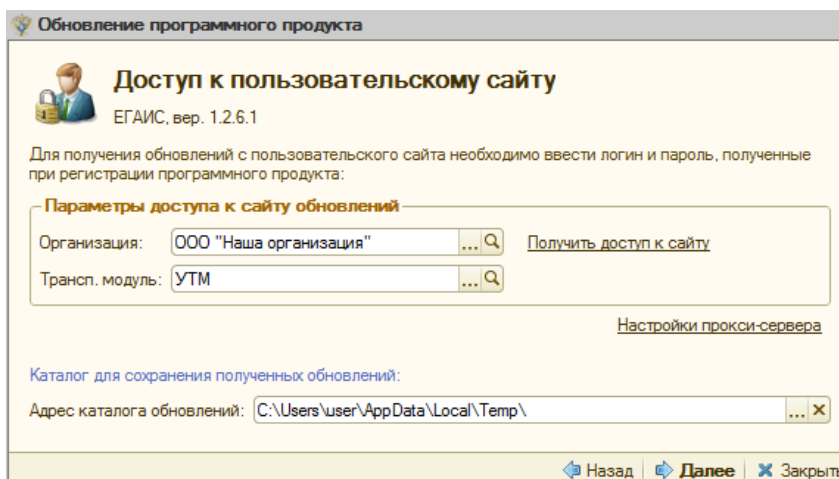 Обновление программного продукта
Доступ к пользовательскому сайту
ЕГАИС, вер. 1.2.6.1
Для получения обновлений с пользовательского сайта необходимо ввести логин и пароль, полученные
при регистрации программного продукта:
Параметры доступа к сайту обновлений
Организация: ООО "Наша организация" ... Получить доступ к сайту
Трансп. модуль: УТМ ...
Настройки прокси-сервера
Каталог для сохранения полученных обновлений:
Адрес каталога обновлений: C:\Users\user\AppData\Local\Temp\ ... ×
Назад Далее Закрыть